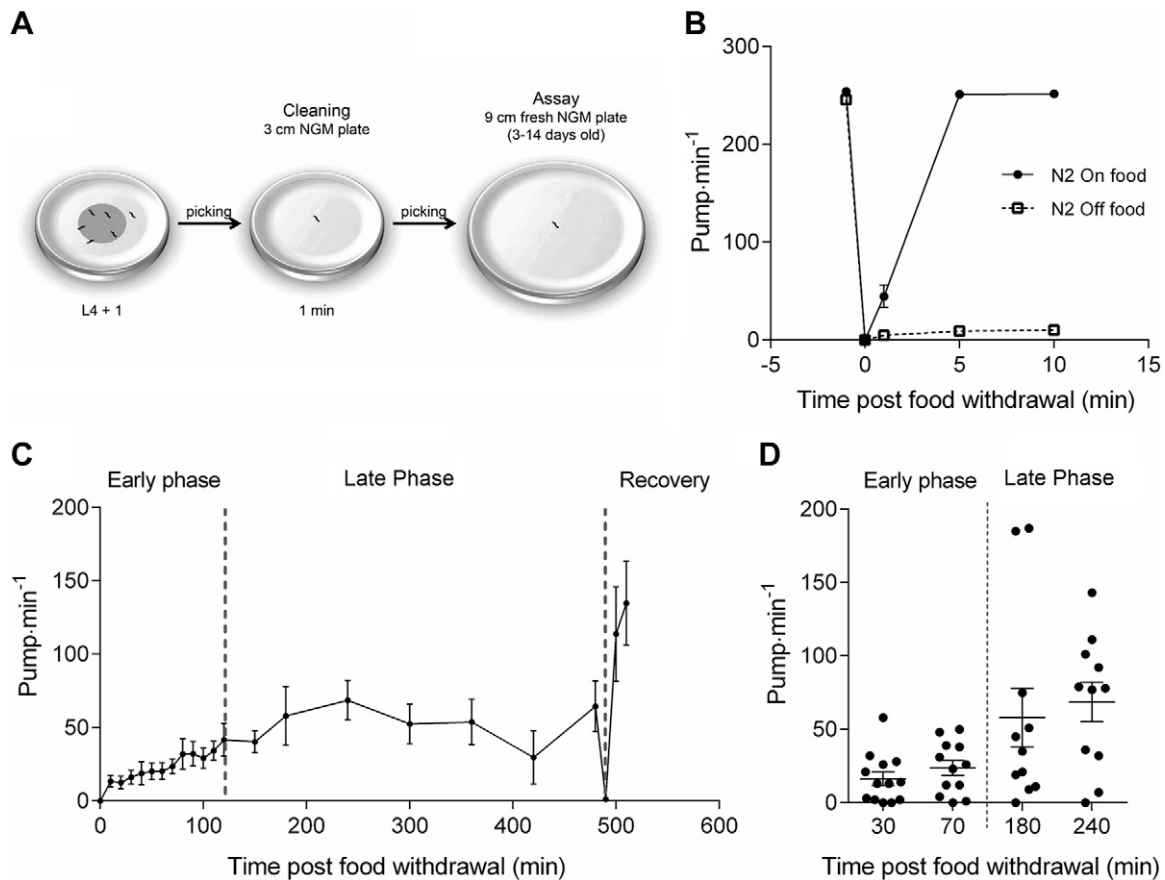 A
Cleaning
3 cm NGM plate
Assay
9 cm fresh NGM plate
(3-14 days old)
picking
picking
L4 + 1
1 min
B
300
200
100
0
Pump·min⁻¹
-5
0
5
10
15
Time post food withdrawal (min)
N2 On food
N2 Off food
C
Early phase
Late Phase
Recovery
200
150
100
50
0
Pump·min⁻¹
0
100
200
300
400
500
600
Time post food withdrawal (min)
D
Early phase
Late Phase
200
150
100
50
0
Pump·min⁻¹
30
70
180
240
Time post food withdrawal (min)